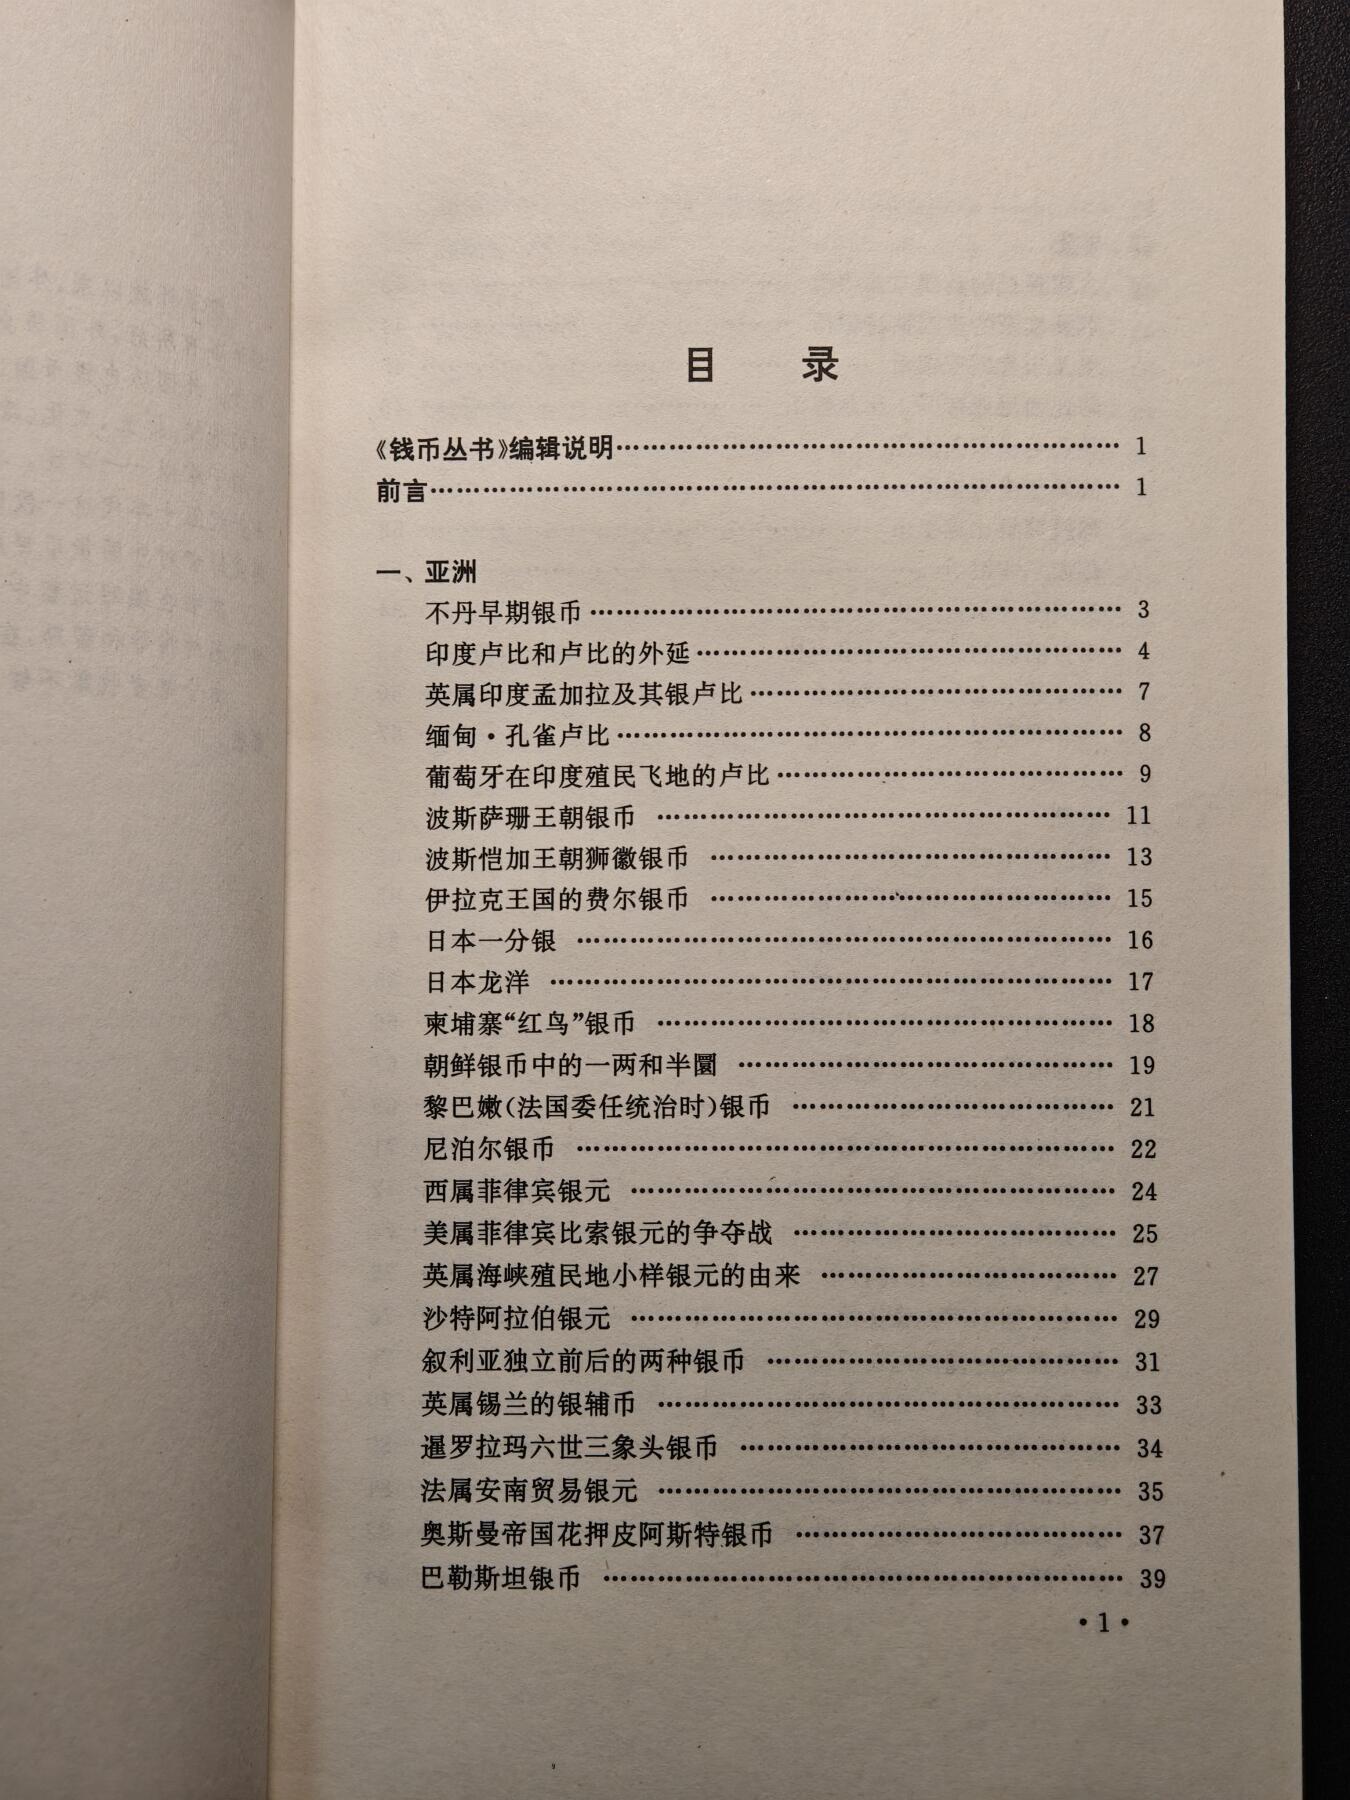 目 录
《钱币丛书》编辑说明…………………………………………………… 1
前言………………………………………………………………………… 1
一、亚洲
不丹早期银币………………………………………………………… 3
印度卢比和卢比的外延……………………………………………… 4
英属印度孟加拉及其银卢比………………………………………… 7
缅甸·孔雀卢比……………………………………………………… 8
葡萄牙在印度殖民飞地的卢比……………………………………… 9
波斯萨珊王朝银币 ………………………………………………… 11
波斯恺加王朝狮徽银币 …………………………………………… 13
伊拉克王国的费尔银币 …………………………………………… 15
日本一分银 ………………………………………………………… 16
日本龙洋 …………………………………………………………… 17
柬埔寨“红鸟”银币 ………………………………………………… 18
朝鲜银币中的一两和半圜 ………………………………………… 19
黎巴嫩(法国委任统治时)银币 …………………………………… 21
尼泊尔银币 ………………………………………………………… 22
西属菲律宾银元 …………………………………………………… 24
美属菲律宾比索银元的争夺战 …………………………………… 25
英属海峡殖民地小样银元的由来 ………………………………… 27
沙特阿拉伯银元 …………………………………………………… 29
叙利亚独立前后的两种银币 ……………………………………… 31
英属锡兰的银辅币 ………………………………………………… 33
暹罗拉玛六世三象头银币 ………………………………………… 34
法属安南贸易银元 ………………………………………………… 35
奥斯曼帝国花押皮阿斯特银币 …………………………………… 37
巴勒斯坦银币 ……………………………………………………… 39
·1·